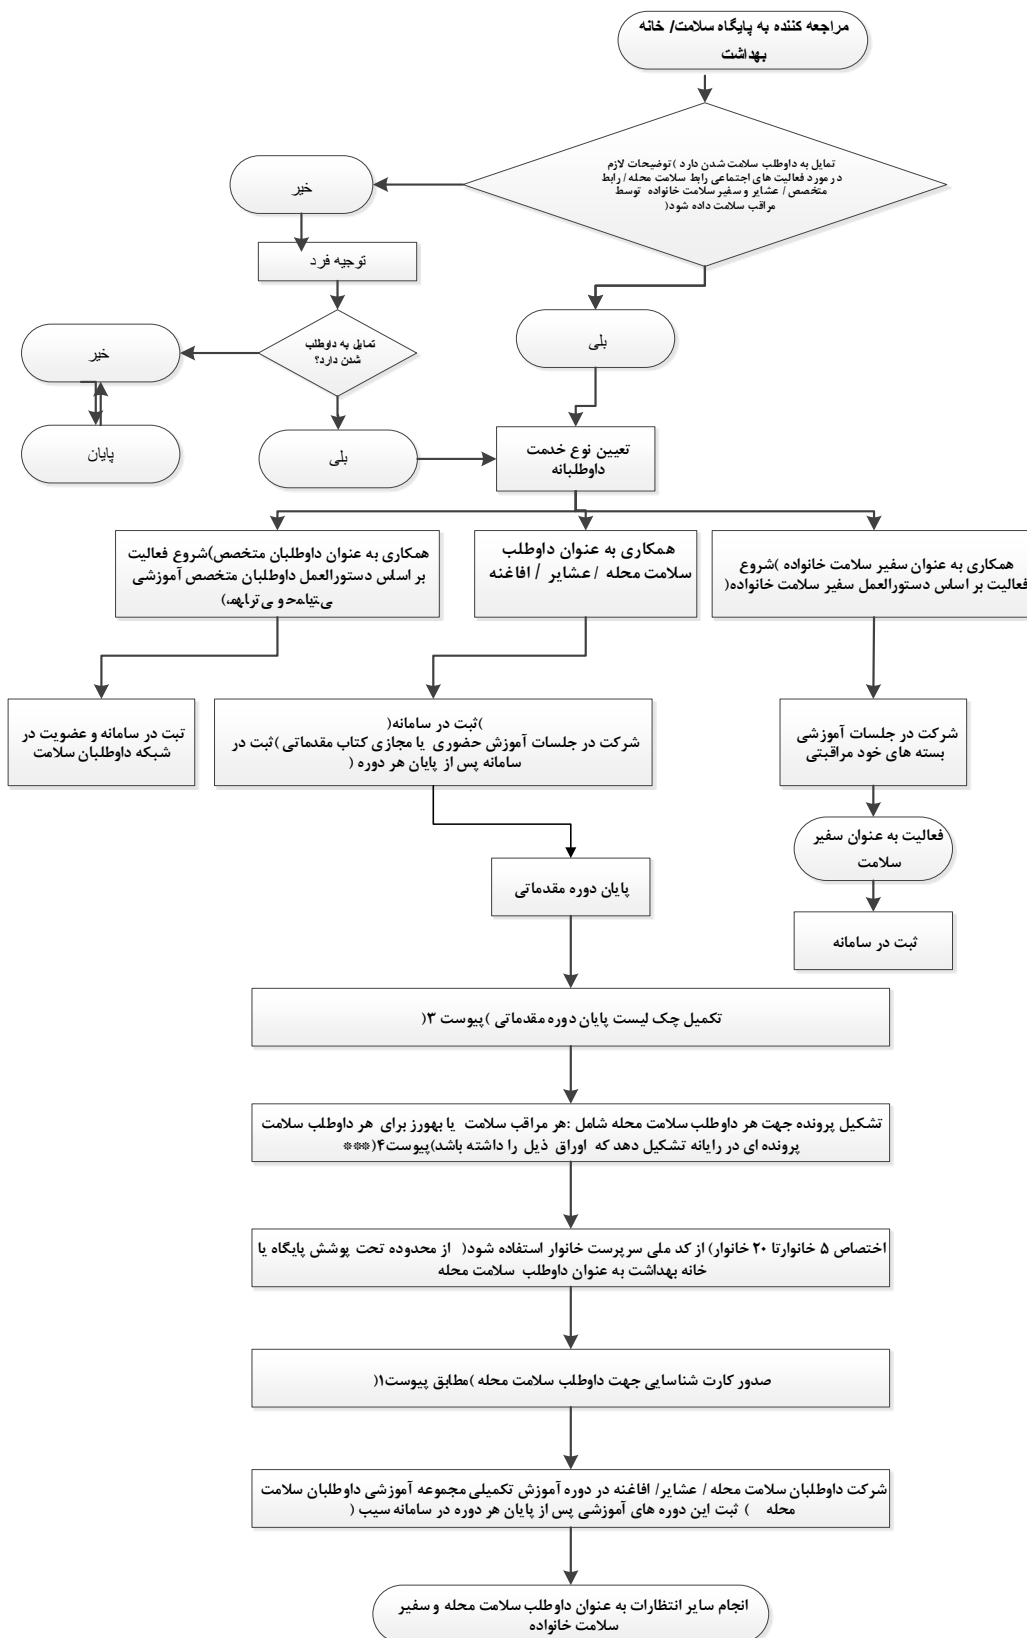 مراجعه کننده به پایگاه سلامت/ خانه
بهداشت
تمایل به داوطلب سلامت شدن دارد )توضیحات لازم
در مورد فعالیت های اجتماعی رابط سلامت محله / رابط
متخصص/ عشایر و سفیر سلامت خانواده توسط
مراقب سلامت داده شود(
خیر
توجیه فرد
تمایل به داوطلب
شدن دارد؟
خیر
پایان
بلی
بلی
تعیین نوع خدمت
داوطلبانه
همکاری به عنوان سفیر سلامت خانواده )شروع
فعالیت بر اساس دستورالعمل سفیر سلامت خانواده(
همکاری به عنوان داوطلب
سلامت محله /عشایر / افاغنه
همکاری به عنوان داوطلبان متخصص)شروع فعالیت
بر اساس دستورالعمل داوطلبان متخصص آموزشی
شرکت در جلسات آموزشی
بسته های خود مراقبتی
)ثبت در سامانه(
شرکت در جلسات آموزش حضوری یا مجازی کتاب مقدماتی )ثبت در
سامانه پس از پایان هر دوره (
ثبت در سامانه و عضویت در
شبکه داوطلبان سلامت
فعالیت به عنوان سفیر
سلامت
ثبت در سامانه
پایان دوره مقدماتی
تکمیل چک لیست پایان دوره مقدماتی )پیوست ۳(
تشکیل پرونده جهت هر داوطلب سلامت محله شامل :هر مراقب سلامت یا بهورز برای هر داوطلب سلامت
پرونده ای در رایانه تشکیل دهد که اوراق ذیل را داشته باشد)پیوست۴(***
اختصاص ۵ خانوارتا ۲۰ خانوار) از کد ملی سرپرست خانوار استفاده شود( از محدوده تحت پوشش پایگاه یا
خانه بهداشت به عنوان داوطلب سلامت محله
صدور کارت شناسایی جهت داوطلب سلامت محله )مطابق پیوست۱(
شرکت داوطلبان سلامت محله / عشایر/ افاغنه در دوره آموزش تکمیلی مجموعه آموزشی داوطلبان سلامت
محله ) ثبت این دوره های آموزشی پس از پایان هر دوره در سامانه سیب (
انجام سایر انتظارات به عنوان داوطلب سلامت محله و سفیر
سلامت خانواده